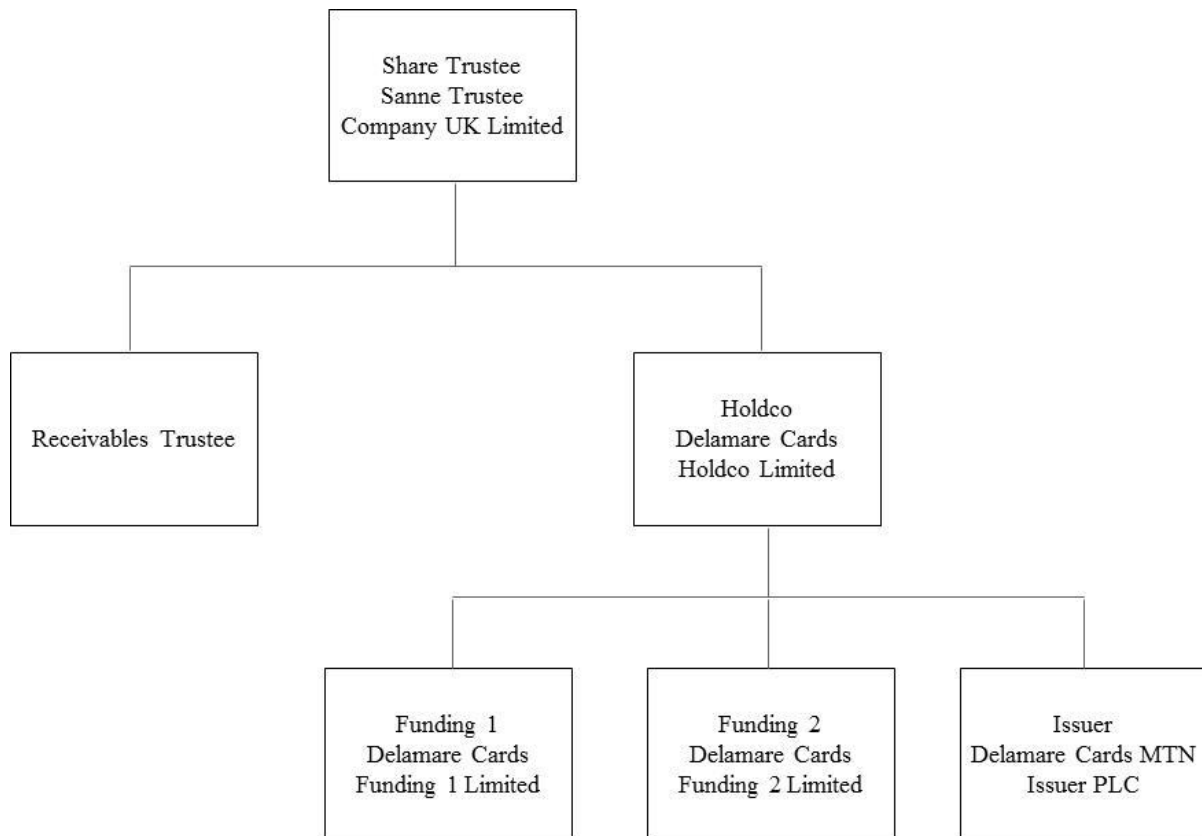 Share Trustee
Sanne Trustee
Company UK Limited
Receivables Trustee
Holdco
Delamare Cards
Holdco Limited
Funding 1
Delamare Cards
Funding 1 Limited
Funding 2
Delamare Cards
Funding 2 Limited
Issuer
Delamare Cards MTN
Issuer PLC